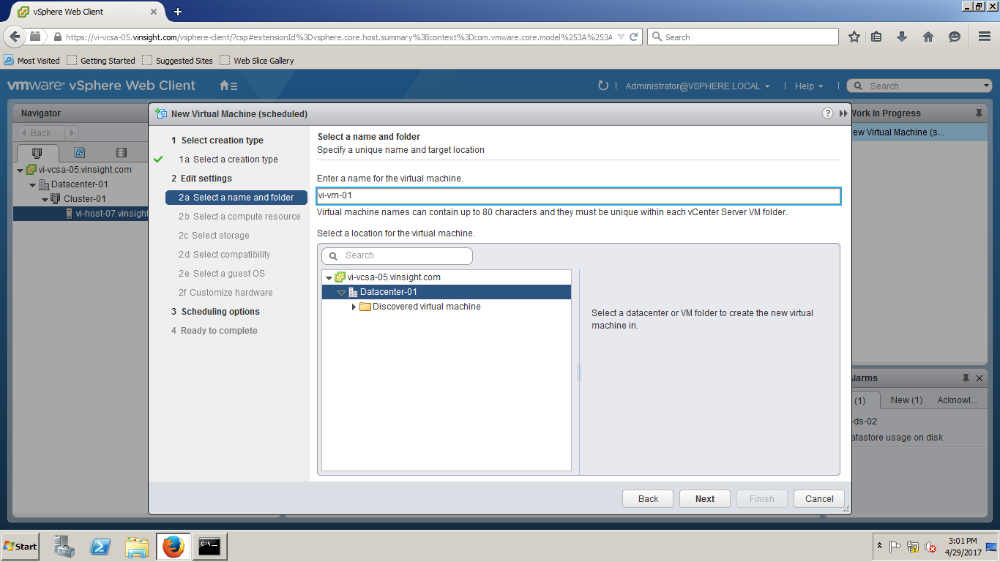 vSphere Web Client
https://vi-vcsa-05.vinsight.com/vsphere-client/?csp#extensionId%3Dvsphere.core.host.summary%3Bcontext%3Dcom.vmware.core.model%253A%253A
Search
Most Visited Getting Started Suggested Sites Web Slice Gallery
vmware® vSphere Web Client
Administrator@VSPHERE.LOCAL
Help
Search
Navigator
Back
vi-vcsa-05.vinsight.com
Datacenter-01
Cluster-01
vi-host-07.vinsight
New Virtual Machine (scheduled)
?
1 Select creation type
1a Select a creation type
2 Edit settings
2a Select a name and folder
2b Select a compute resource
2c Select storage
2d Select compatibility
2e Select a guest OS
2f Customize hardware
3 Scheduling options
4 Ready to complete
Select a name and folder
Specify a unique name and target location
Enter a name for the virtual machine.
vi-vm-01
Virtual machine names can contain up to 80 characters and they must be unique within each vCenter Server VM folder.
Select a location for the virtual machine.
Search
vi-vcsa-05.vinsight.com
Datacenter-01
Discovered virtual machine
Select a datacenter or VM folder to create the new virtual
machine in.
Back Next Finish Cancel
Work In Progress
ew Virtual Machine (s...
larms
(1) New (1) Acknowl...
-ds-02
atastore usage on disk
Start
3:01 PM
4/29/2017